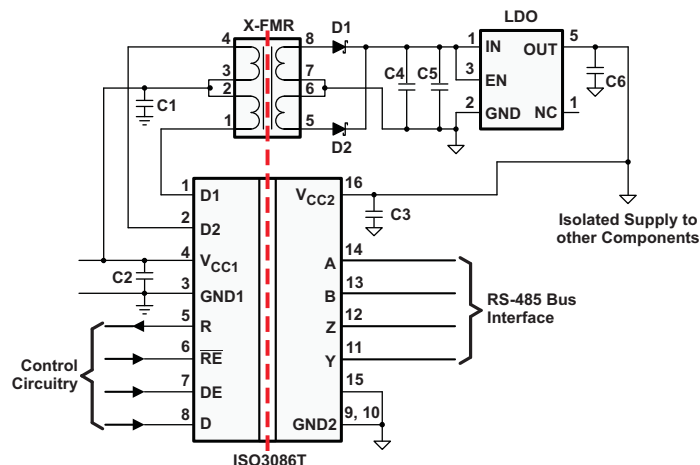 X-FMR
LDO
4
8
D1
1
IN
OUT
5
3
7
C4
C5
3
EN
C6
2
6
C1
2
GND
NC
1
1
5
D2
1
D1
16
VCC2
C3
Isolated Supply to
other Components
2
D2
4
VCC1
14
A
C2
3
GND1
13
B
RS-485 Bus
Interface
5
R
12
Z
Control
Circuitry
6
RE
11
Y
7
DE
15
8
D
9, 10
GND2
ISO3086T